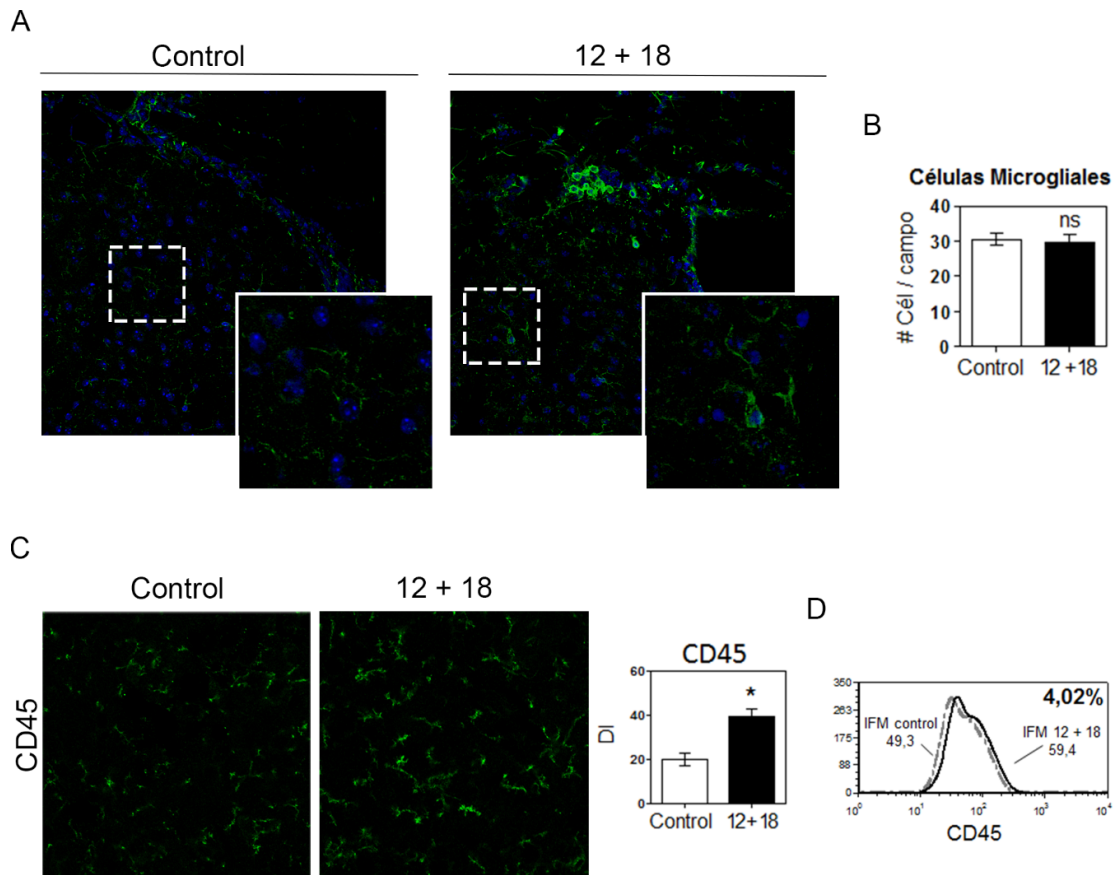 A
Control
12 + 18
B
Células Microgliales
# Cél / campo
40
30
20
10
0
ns
Control
12 +18
C
Control
12 + 18
CD45
CD45
DI
60
40
20
0
*
Control
12+18
D
350
263
175
88
0
4,02%
IFM control
49,3
IFM 12 + 18
59,4
10⁰
10¹
10²
10³
10⁴
CD45